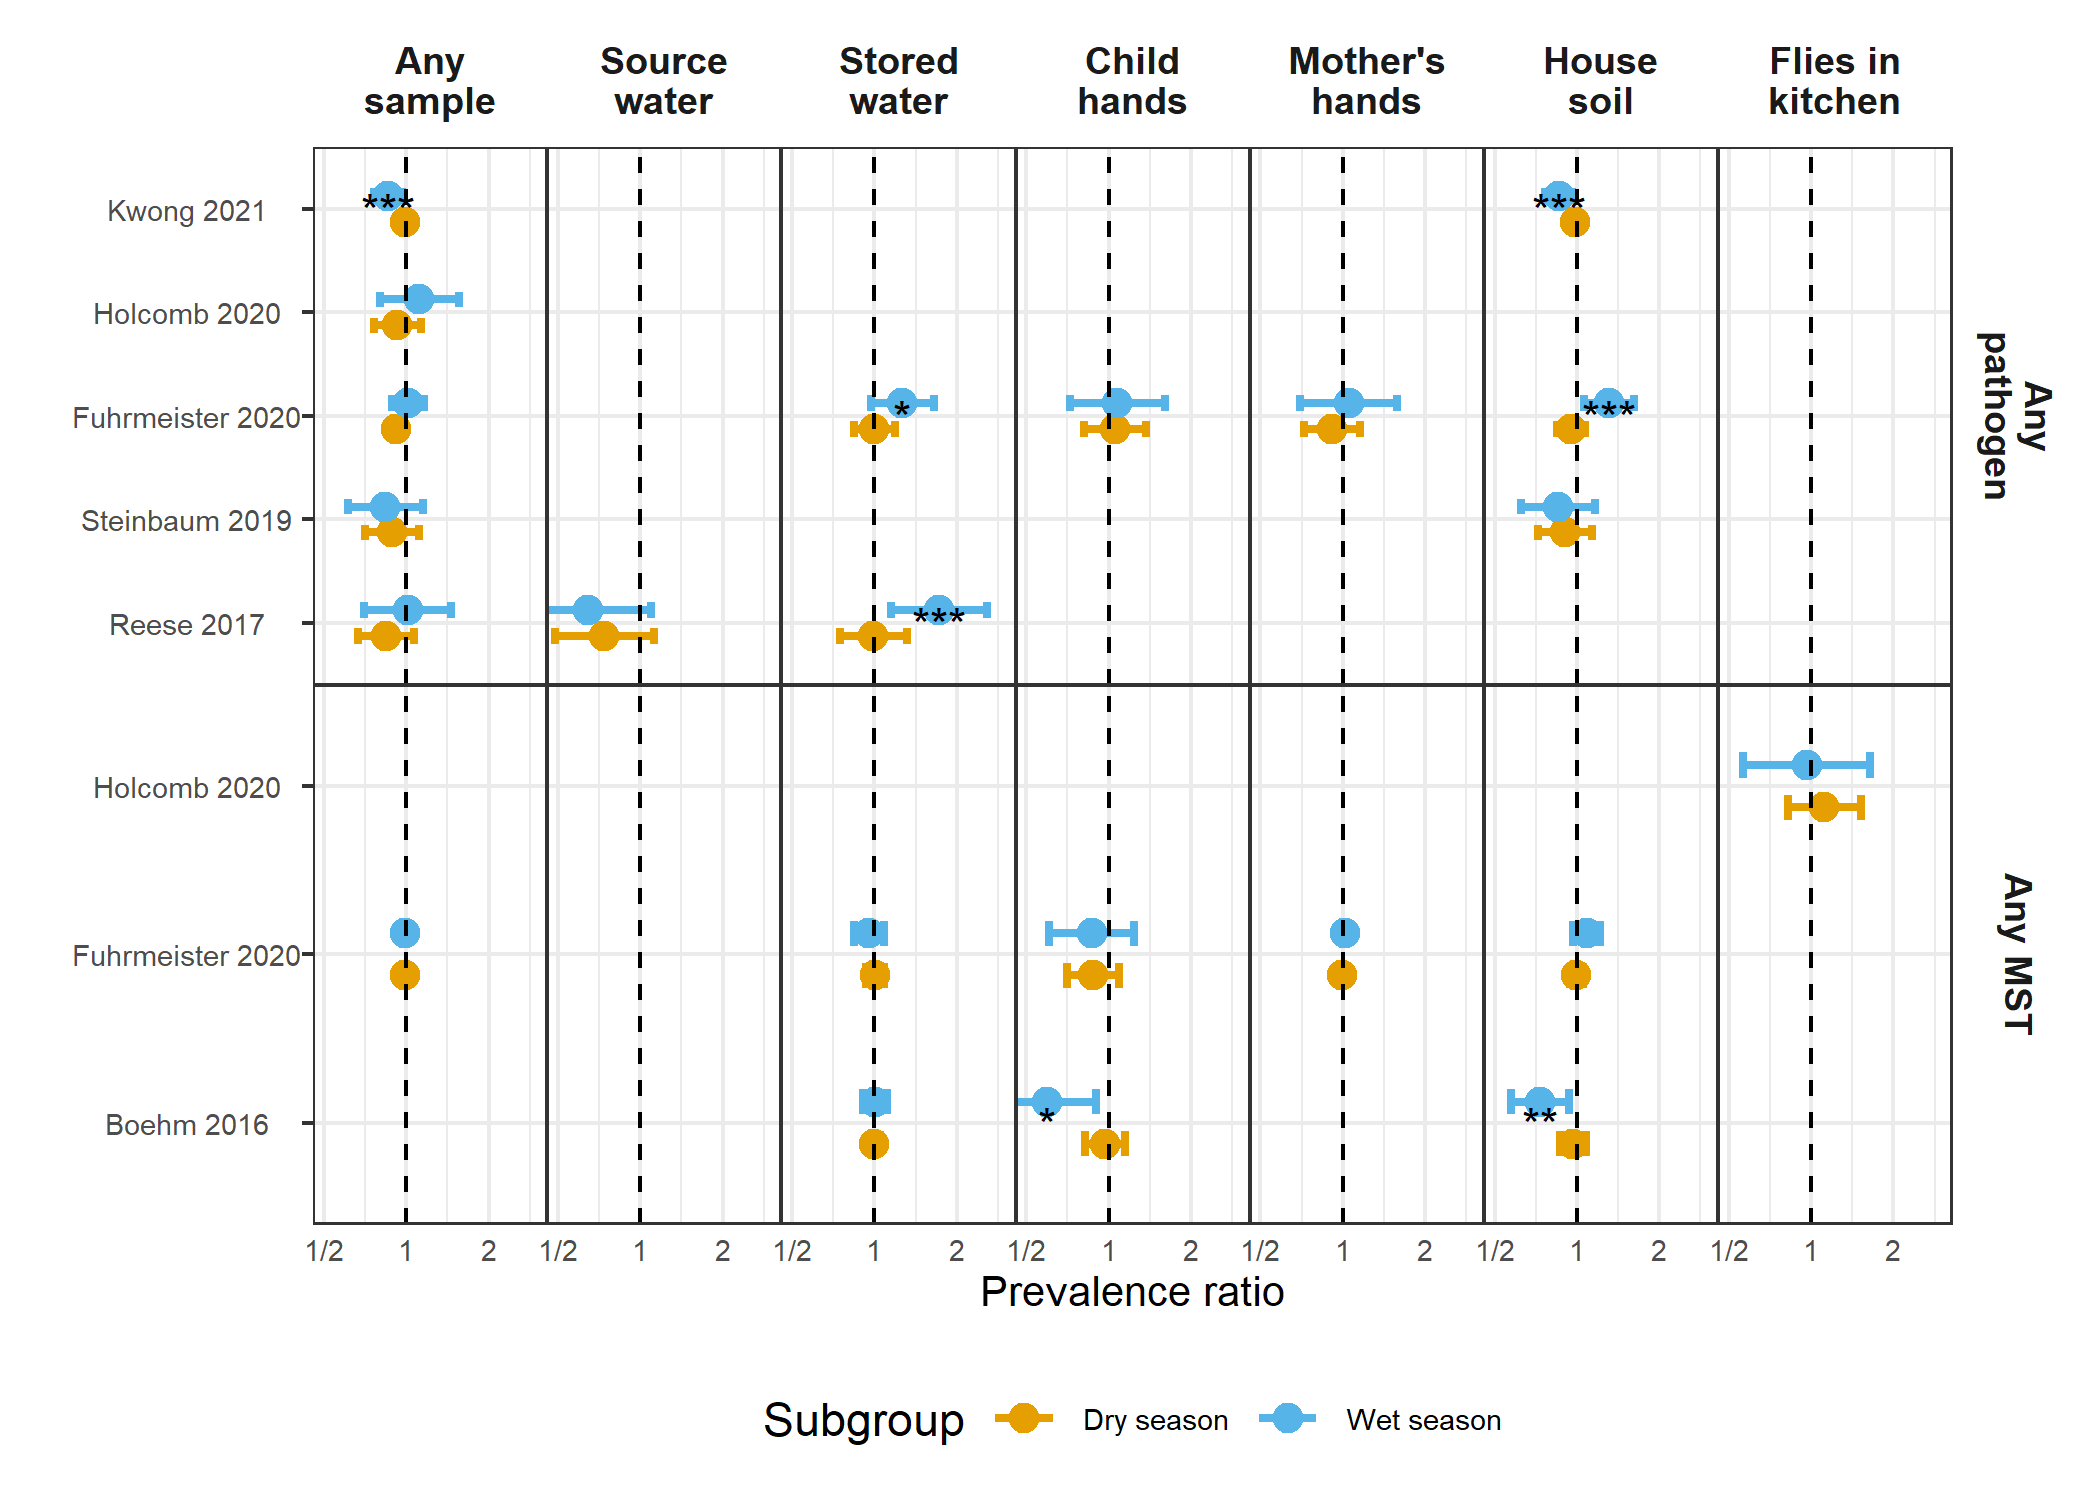 Any sample
Source water
Stored water
Child hands
Mother's hands
House soil
Flies in kitchen
Kwong 2021
***
***
Holcomb 2020
Fuhrmeister 2020
*
***
Steinbaum 2019
Reese 2017
***
Any pathogen
Holcomb 2020
Fuhrmeister 2020
Boehm 2016
*
**
Any MST
1/2 1 2 1/2 1 2 1/2 1 2 1/2 1 2 1/2 1 2 1/2 1 2 1/2 1 2
Prevalence ratio
Subgroup Dry season Wet season